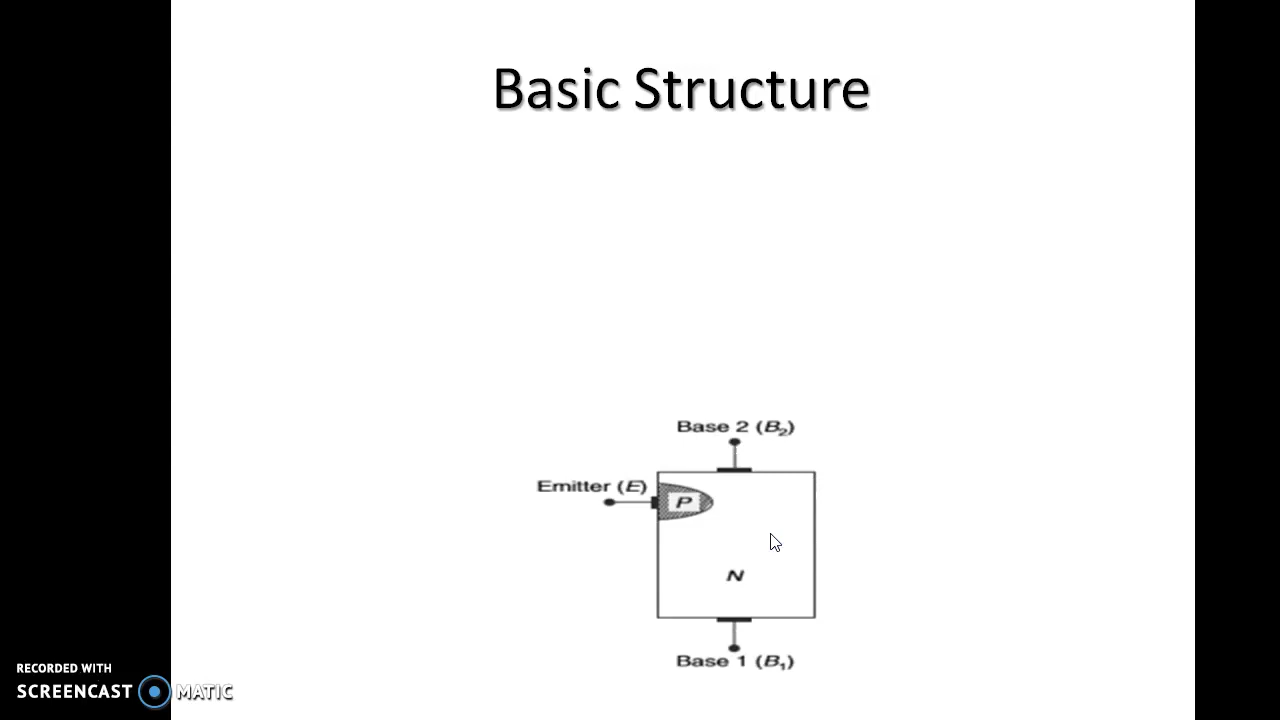 Basic Structure
Base 2 (B₂)
Emitter (E)
P
N
Base 1 (B₁)
RECORDED WITH
SCREENCAST MATIC